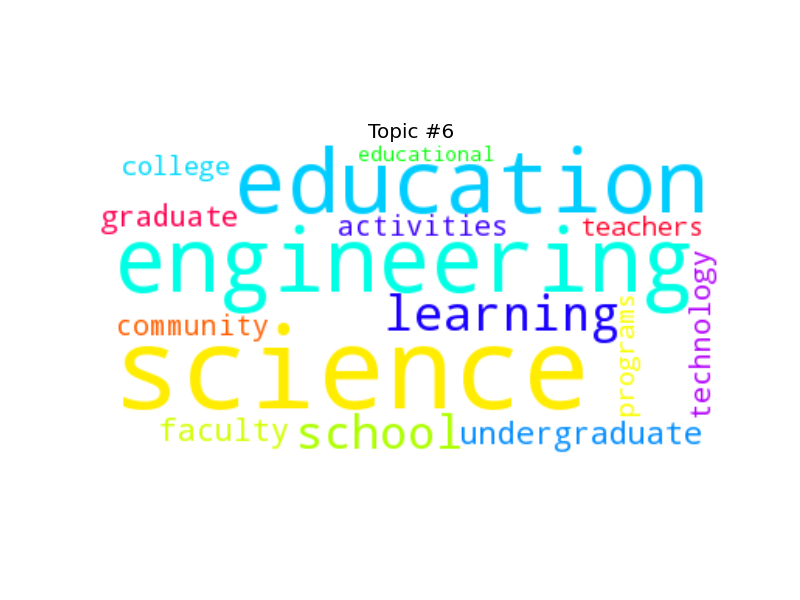 Topic #6
educational
college
education
graduate
activities
teachers
engineering
technology
learning
programs
community
science
faculty
school
undergraduate